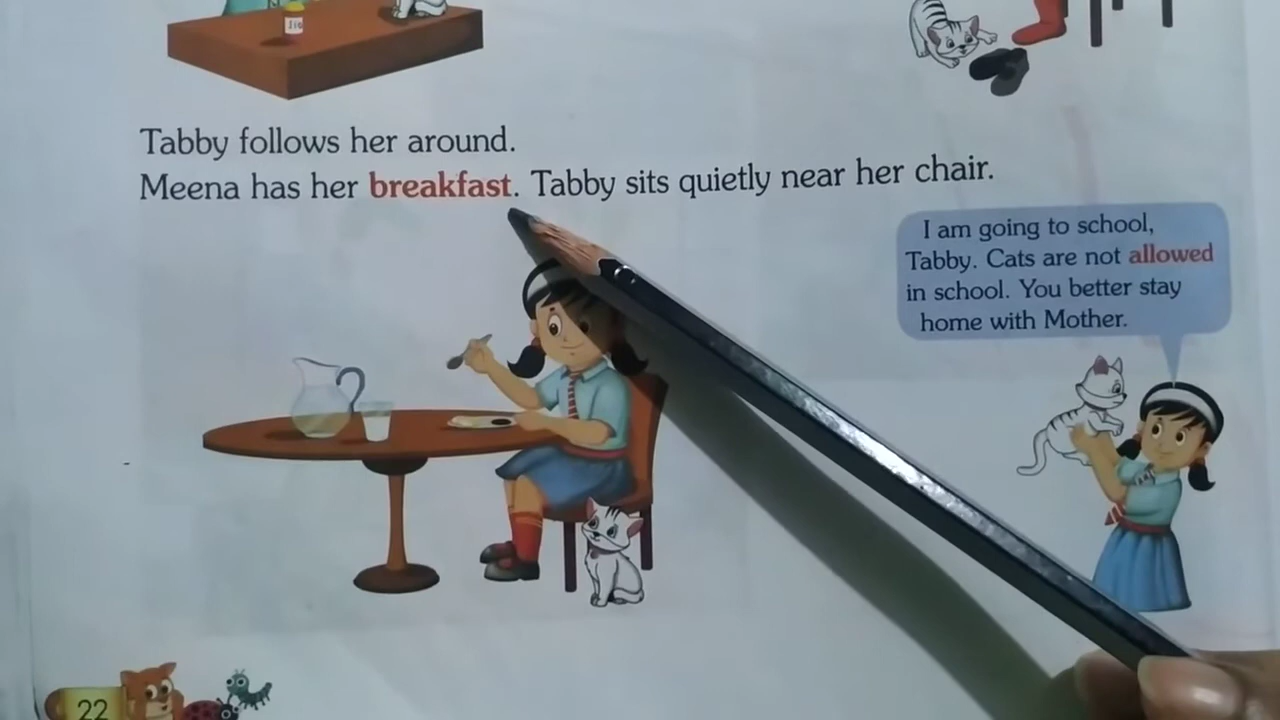 Jio
Tabby follows her around.
Meena has her breakfast. Tabby sits quietly near her chair.
I am going to school,
Tabby. Cats are not allowed
in school. You better stay
home with Mother.
22